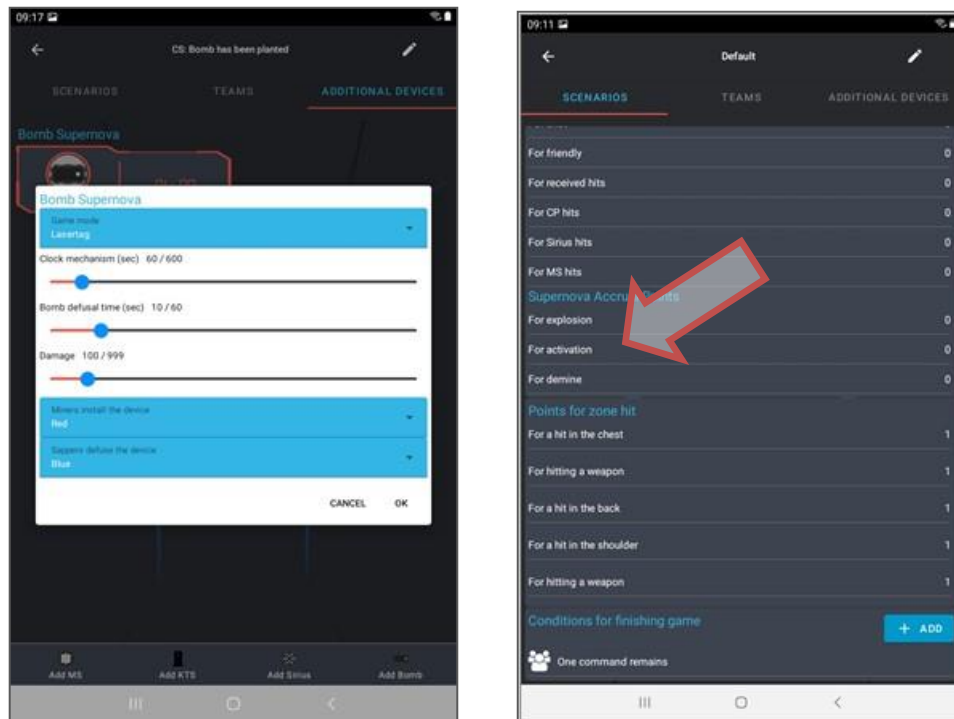 09:17
CS: Bomb has been planted
SCENARIOS TEAMS ADDITIONAL DEVICES
Bomb Supernova
Bomb Supernova
Game mode
Lasertag
Clock mechanism (sec) 60 / 600
Bomb defusal time (sec) 10 / 60
Damage 100 / 999
Miners install the device
Red
Sappers defuse the device
Blue
CANCEL OK
Add MS Add KTS Add Sirius Add Bomb
09:11
Default
SCENARIOS TEAMS ADDITIONAL DEVICES
For friendly 0
For received hits 0
For CP hits 0
For Sirius hits 0
For MS hits 0
Supernova
For explosion 0
For activation 0
For demine 0
Points for zone hit
For a hit in the chest 1
For hitting a weapon 1
For a hit in the back 1
For a hit in the shoulder 1
For hitting a weapon 1
Conditions for finishing game
+ ADD
One command remains